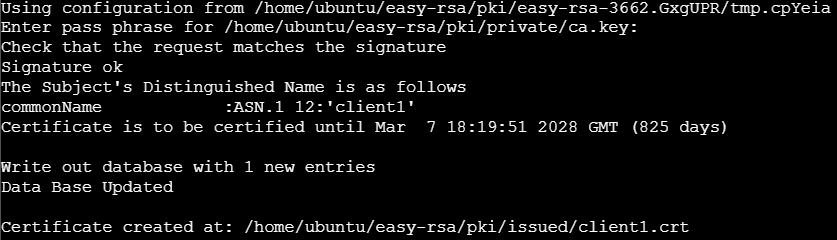 Using configuration from /home/ubuntu/easy-rsa/pki/easy-rsa-3662.GxgUPR/tmp.cpYeia
Enter pass phrase for /home/ubuntu/easy-rsa/pki/private/ca.key:
Check that the request matches the signature
Signature ok
The Subject's Distinguished Name is as follows
commonName            :ASN.1 12:'client1'
Certificate is to be certified until Mar  7 18:19:51 2028 GMT (825 days)
Write out database with 1 new entries
Data Base Updated
Certificate created at: /home/ubuntu/easy-rsa/pki/issued/client1.crt